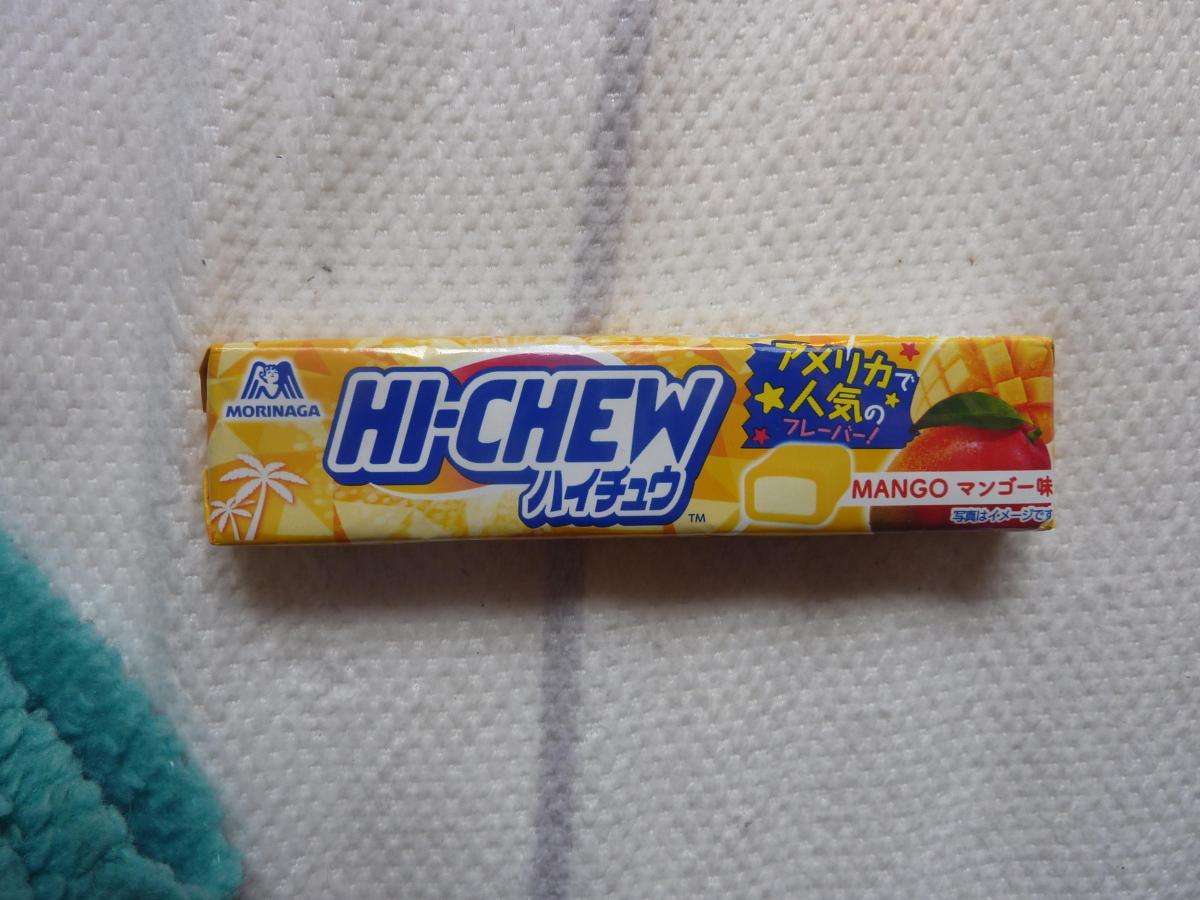 MORINAGA
HI-CHEW
ハイチュウ
TM
アメリカで
人気の
フレーバー!
MANGO マンゴー味
写真はイメージです